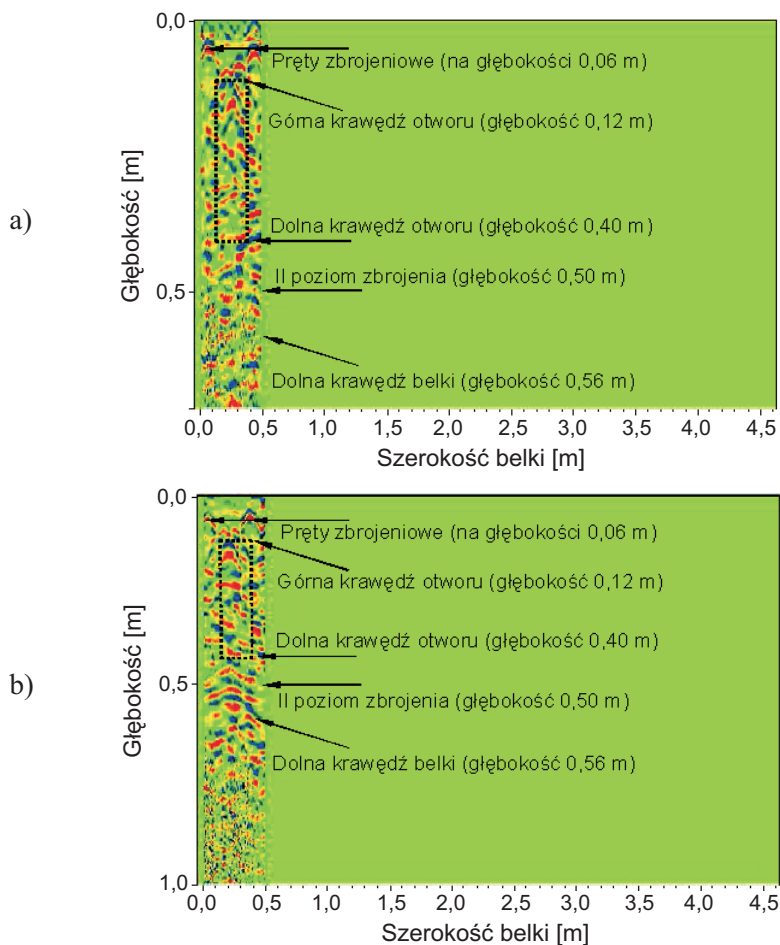 a)
Głębokość [m]
0,0
0,5
Pręty zbrojeniowe (na głębokości 0,06 m)
Górna krawędź otworu (głębokość 0,12 m)
Dolna krawędź otworu (głębokość 0,40 m)
II poziom zbrojenia (głębokość 0,50 m)
Dolna krawędź belki (głębokość 0,56 m)
0,0 0,5 1,0 1,5 2,0 2,5 3,0 3,5 4,0 4,5
Szerokość belki [m]
b)
Głębokość [m]
0,0
0,5
1,0
Pręty zbrojeniowe (na głębokości 0,06 m)
Górna krawędź otworu (głębokość 0,12 m)
Dolna krawędź otworu (głębokość 0,40 m)
II poziom zbrojenia (głębokość 0,50 m)
Dolna krawędź belki (głębokość 0,56 m)
0,0 0,5 1,0 1,5 2,0 2,5 3,0 3,5 4,0 4,5
Szerokość belki [m]